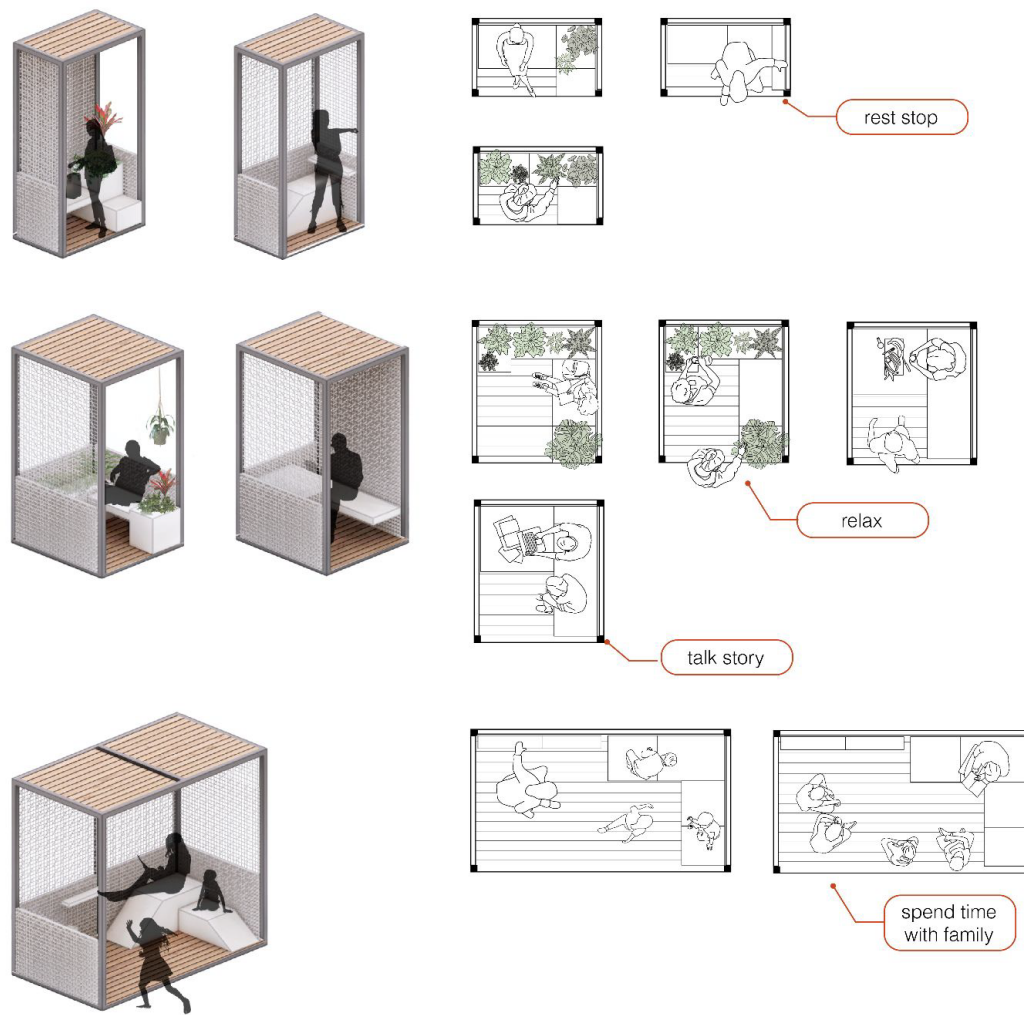 rest stop
relax
talk story
spend time
with family